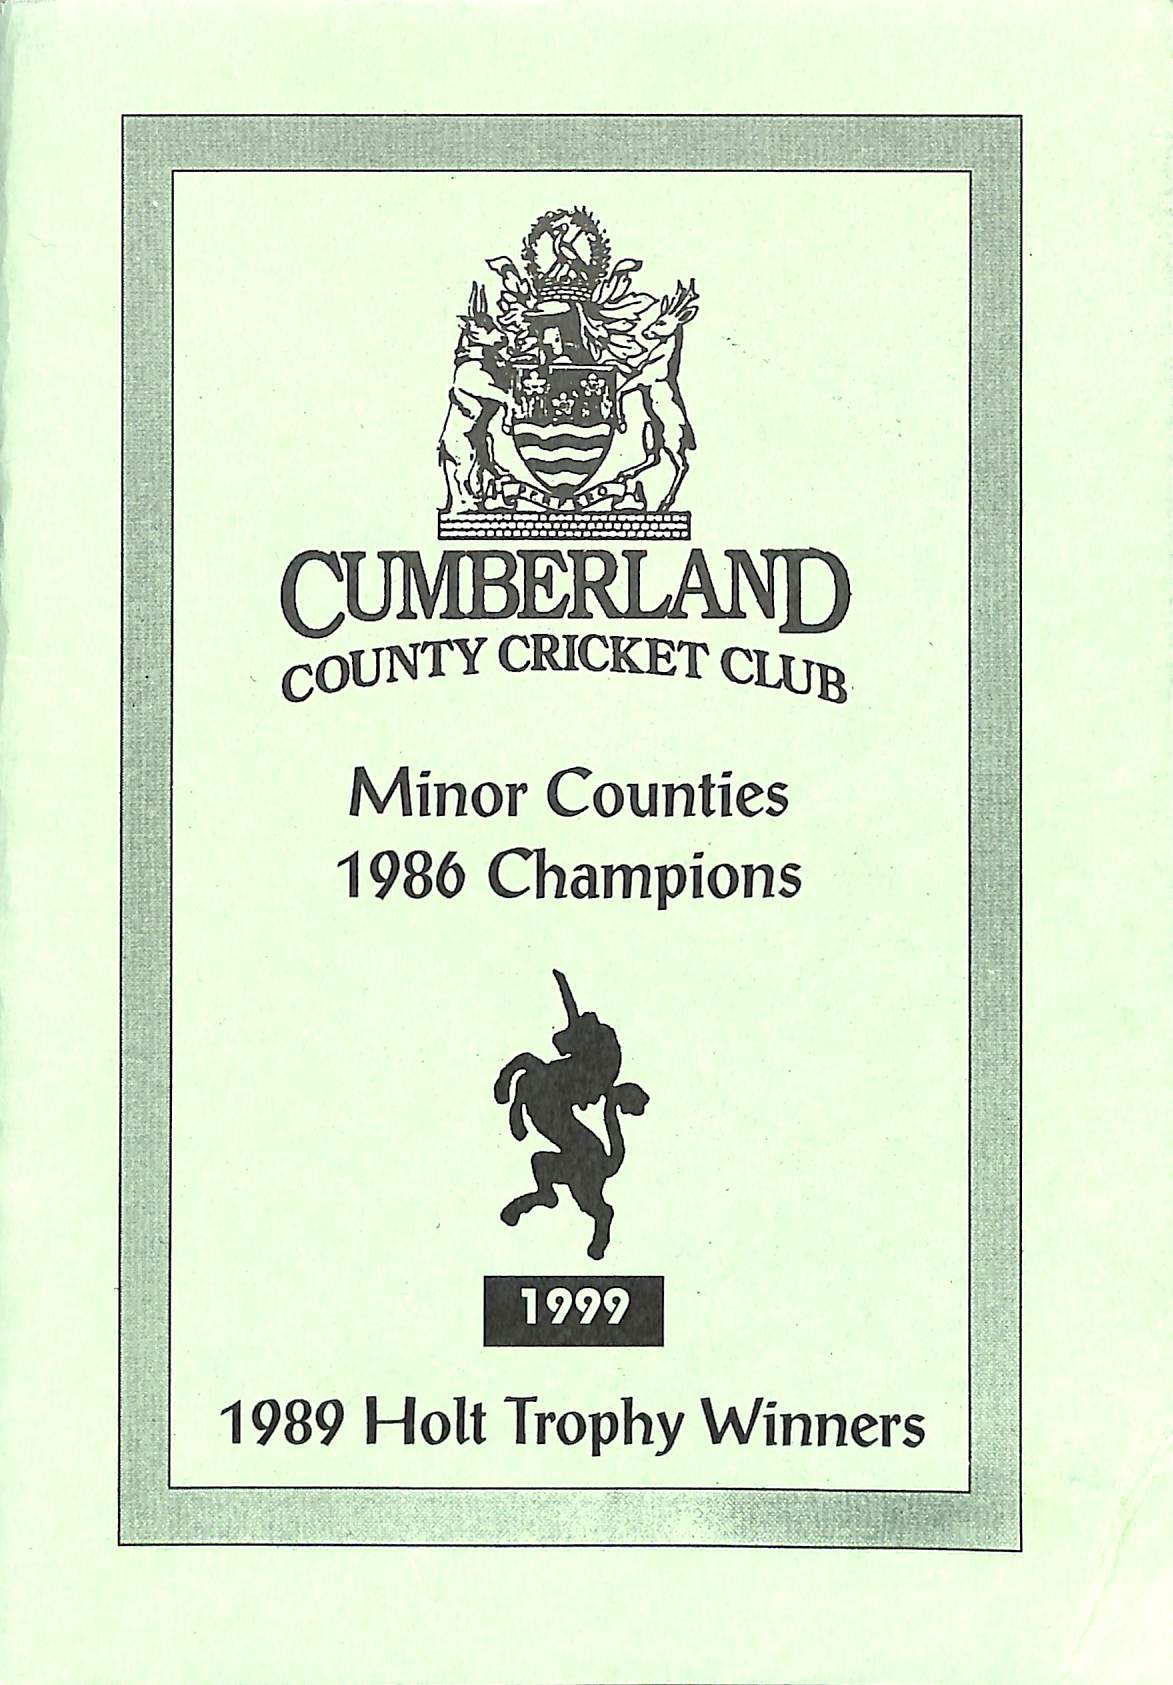 CUMBERLAND
COUNTY CRICKET CLUB
Minor Counties
1986 Champions
1999
1989 Holt Trophy Winners